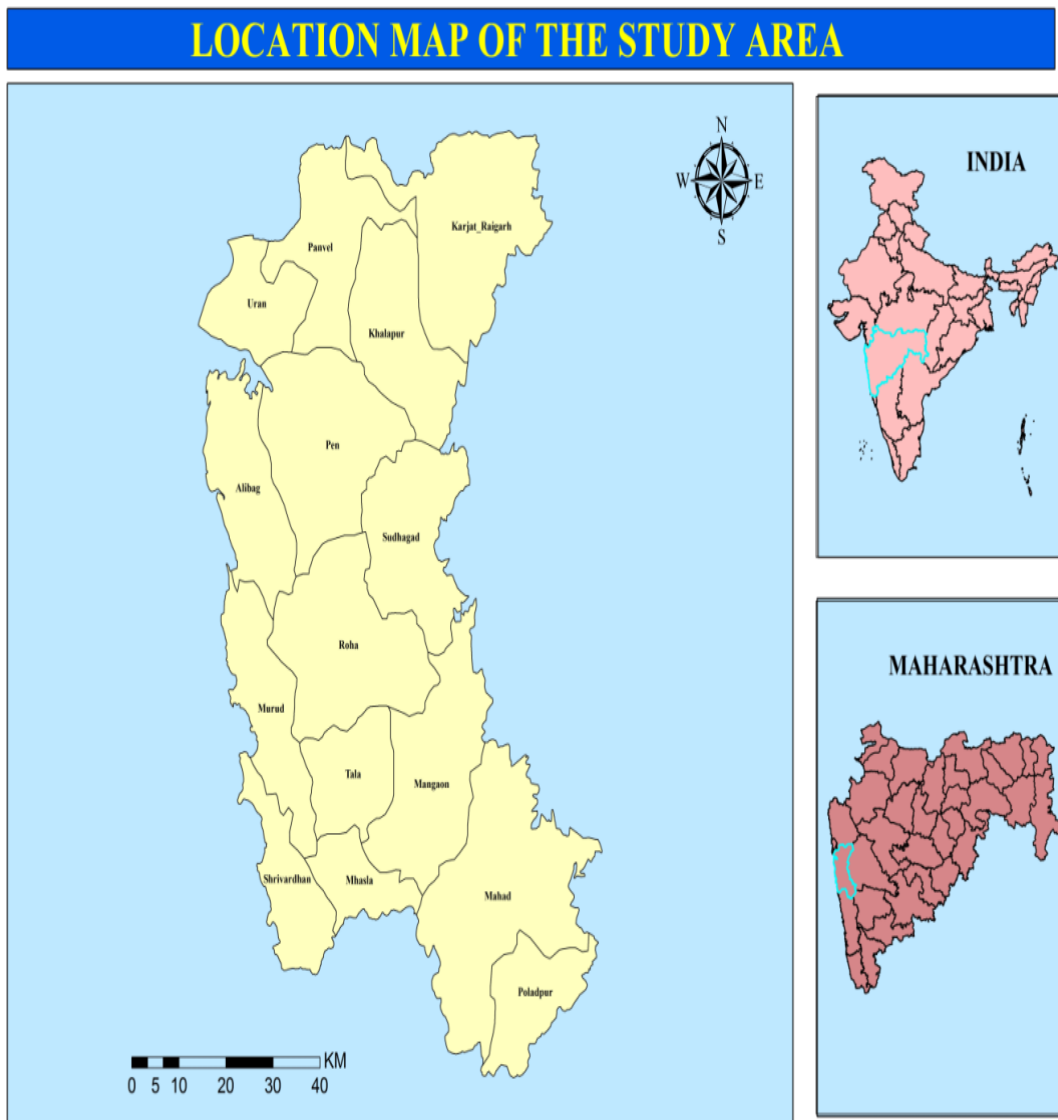 LOCATION MAP OF THE STUDY AREA
N
W E
S
Karjat_Raigarh
Panvel
Uran
Khalapur
Pen
Alibag
Sudhagad
Roha
Murud
Tala
Mangaon
Shrivardhan
Mhasla
Mahad
Poladpur
KM
0 5 10 20 30 40
INDIA
MAHARASHTRA